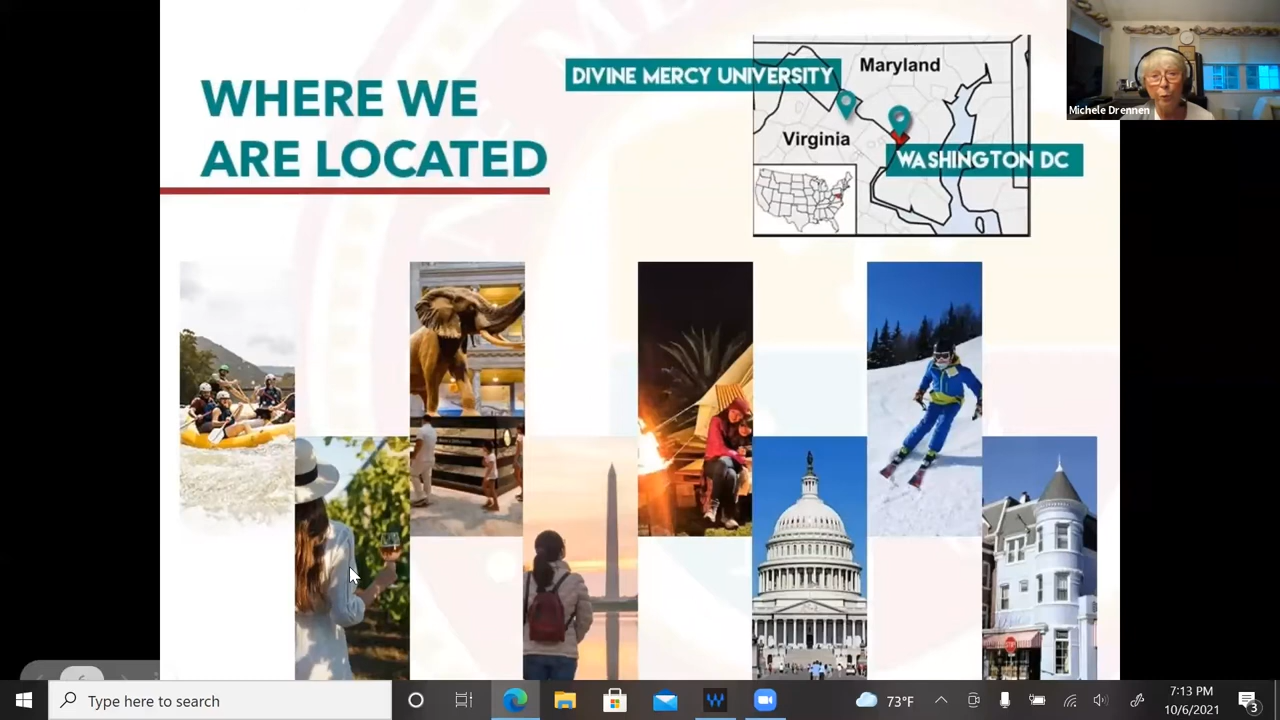 WHERE WE
ARE LOCATED
DIVINE MERCY UNIVERSITY
Maryland
Virginia
WASHINGTON DC
Michele Drennen
Type here to search
73°F
7:13 PM
10/6/2021
3